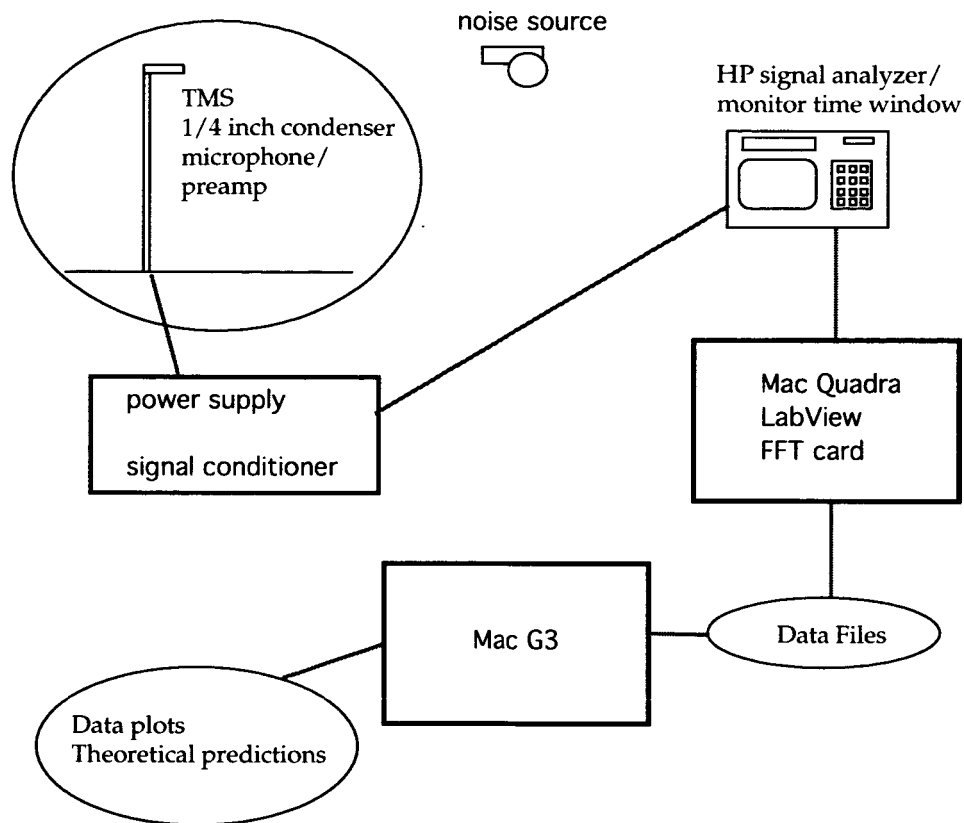 noise source
HP signal analyzer/
monitor time window
TMS
1/4 inch condenser
microphone/
preamp
power supply
signal conditioner
Mac Quadra
LabView
FFT card
Mac G3
Data Files
Data plots
Theoretical predictions